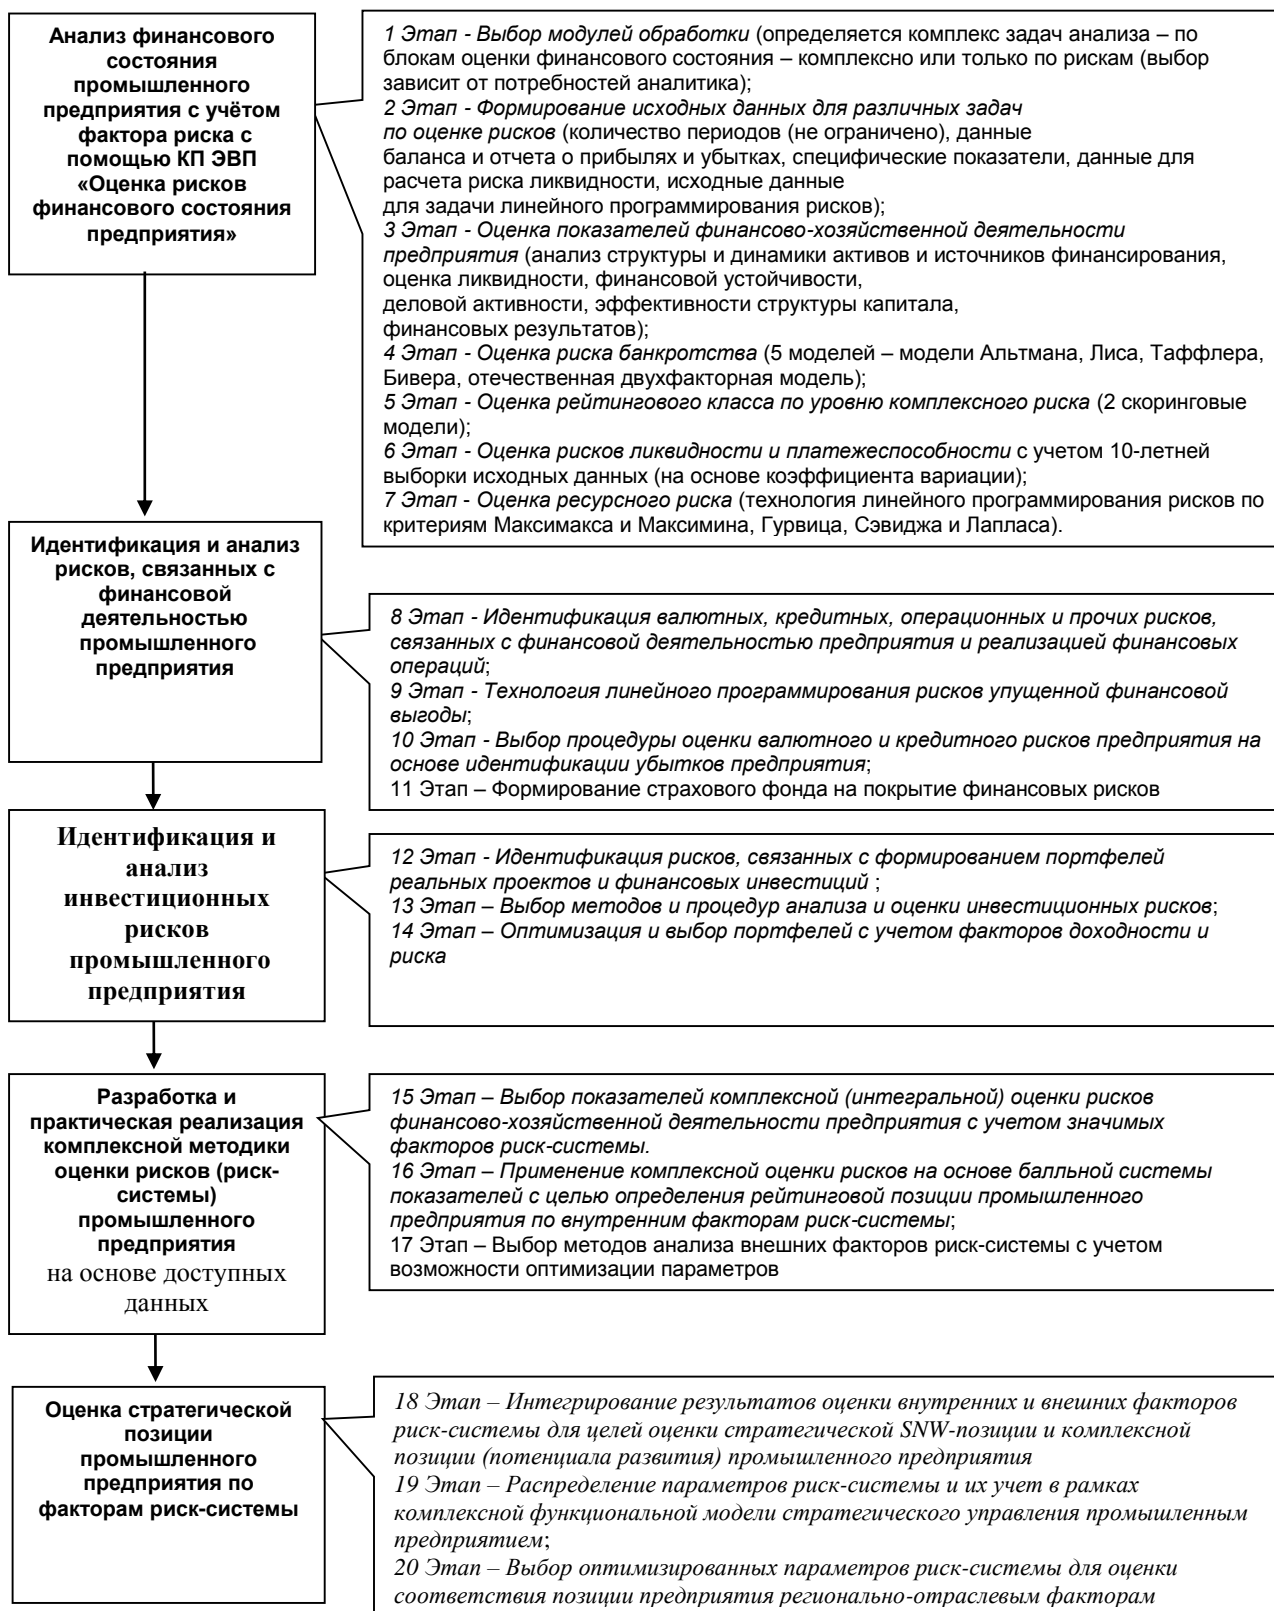 Анализ финансового
состояния
промышленного
предприятия с учётом
фактора риска с
помощью КП ЭВП
«Оценка рисков
финансового состояния
предприятия»
1 Этап - Выбор модулей обработки (определяется комплекс задач анализа – по
блокам оценки финансового состояния – комплексно или только по рискам (выбор
зависит от потребностей аналитика);
2 Этап - Формирование исходных данных для различных задач
по оценке рисков (количество периодов (не ограничено), данные
баланса и отчета о прибылях и убытках, специфические показатели, данные для
расчета риска ликвидности, исходные данные
для задачи линейного программирования рисков);
3 Этап - Оценка показателей финансово-хозяйственной деятельности
предприятия (анализ структуры и динамики активов и источников финансирования,
оценка ликвидности, финансовой устойчивости,
деловой активности, эффективности структуры капитала,
финансовых результатов);
4 Этап - Оценка риска банкротства (5 моделей – модели Альтмана, Лиса, Таффлера,
Бивера, отечественная двухфакторная модель);
5 Этап - Оценка рейтингового класса по уровню комплексного риска (2 скоринговые
модели);
6 Этап - Оценка рисков ликвидности и платежеспособности с учетом 10-летней
выборки исходных данных (на основе коэффициента вариации);
7 Этап - Оценка ресурсного риска (технология линейного программирования рисков по
критериям Максимакса и Максимина, Гурвица, Сэвиджа и Лапласа).
Идентификация и анализ
рисков, связанных с
финансовой
деятельностью
промышленного
предприятия
8 Этап - Идентификация валютных, кредитных, операционных и прочих рисков,
связанных с финансовой деятельностью предприятия и реализацией финансовых
операций;
9 Этап - Технология линейного программирования рисков упущенной финансовой
выгоды;
10 Этап - Выбор процедуры оценки валютного и кредитного рисков предприятия на
основе идентификации убытков предприятия;
11 Этап – Формирование страхового фонда на покрытие финансовых рисков
Идентификация и
анализ
инвестиционных
рисков
промышленного
предприятия
12 Этап - Идентификация рисков, связанных с формированием портфелей
реальных проектов и финансовых инвестиций ;
13 Этап – Выбор методов и процедур анализа и оценки инвестиционных рисков;
14 Этап – Оптимизация и выбор портфелей с учетом факторов доходности и
риска
Разработка и
практическая реализация
комплексной методики
оценки рисков (риск-
системы)
промышленного
предприятия
на основе доступных
данных
15 Этап – Выбор показателей комплексной (интегральной) оценки рисков
финансово-хозяйственной деятельности предприятия с учетом значимых
факторов риск-системы.
16 Этап – Применение комплексной оценки рисков на основе балльной системы
показателей с целью определения рейтинговой позиции промышленного
предприятия по внутренним факторам риск-системы;
17 Этап – Выбор методов анализа внешних факторов риск-системы с учетом
возможности оптимизации параметров
Оценка стратегической
позиции
промышленного
предприятия по
факторам риск-системы
18 Этап – Интегрирование результатов оценки внутренних и внешних факторов
риск-системы для целей оценки стратегической SNW-позиции и комплексной
позиции (потенциала развития) промышленного предприятия
19 Этап – Распределение параметров риск-системы и их учет в рамках
комплексной функциональной модели стратегического управления промышленным
предприятием;
20 Этап – Выбор оптимизированных параметров риск-системы для оценки
соответствия позиции предприятия регионально-отраслевым факторам